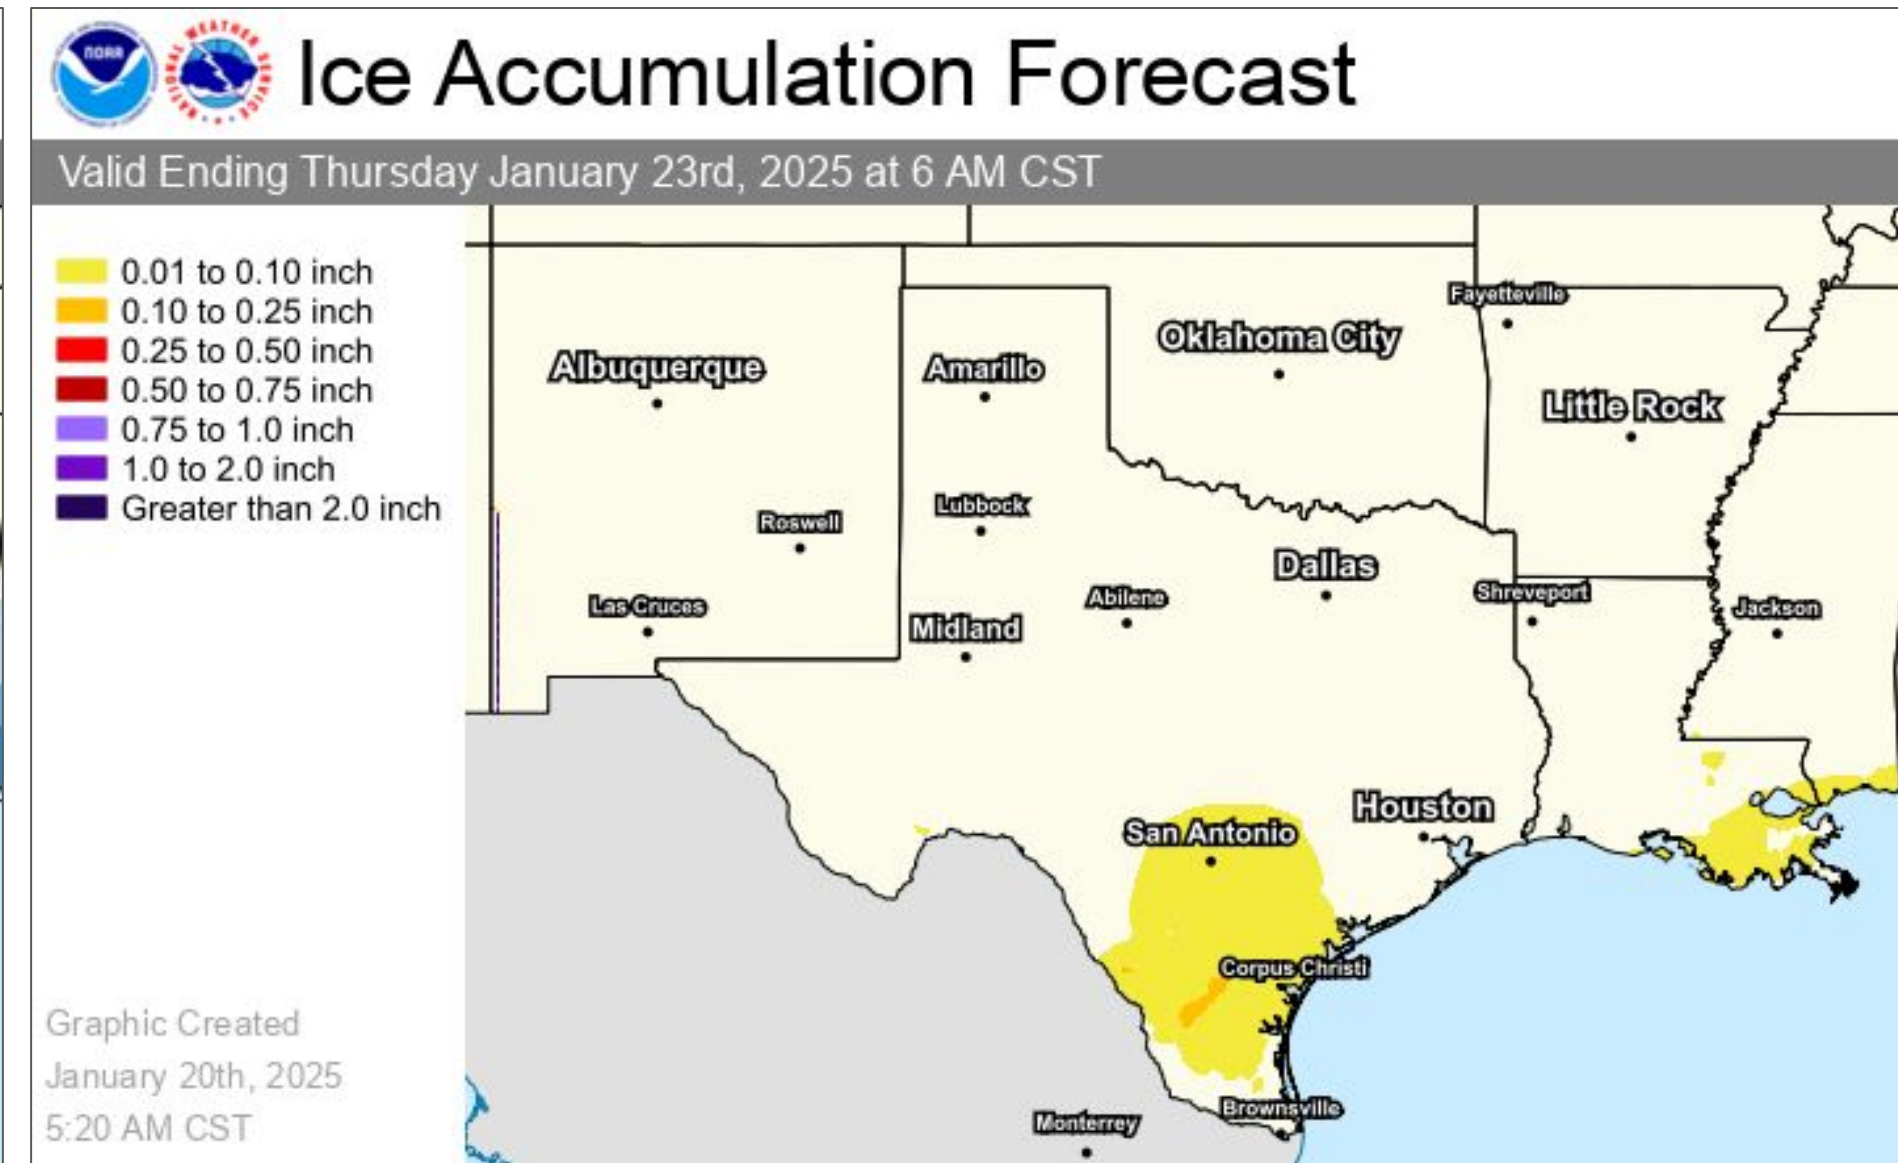 NOAA
NATIONAL WEATHER SERVICE
Ice Accumulation Forecast
Valid Ending Thursday January 23rd, 2025 at 6 AM CST
0.01 to 0.10 inch
0.10 to 0.25 inch
0.25 to 0.50 inch
0.50 to 0.75 inch
0.75 to 1.0 inch
1.0 to 2.0 inch
Greater than 2.0 inch
Fayetteville
Oklahoma City
Albuquerque
Amarillo
Little Rock
Lubbock
Roswell
Dallas
Shreveport
Abilene
Las Cruces
Jackson
Midland
Houston
San Antonio
Corpus Christi
Brownsville
Monterrey
Graphic Created
January 20th, 2025
5:20 AM CST